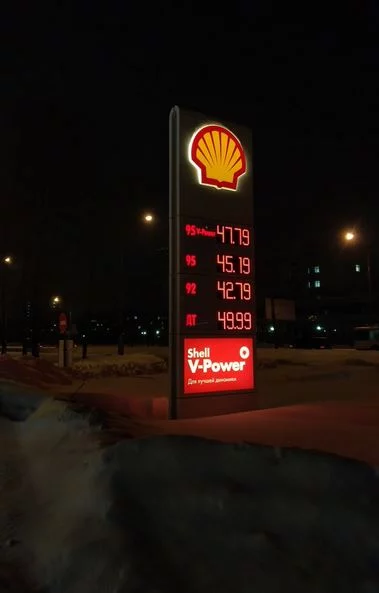 95 V-Power 47.79
95 45.19
92 42.79
ДТ 49.99
Shell
V-Power
Для лучшей динамики